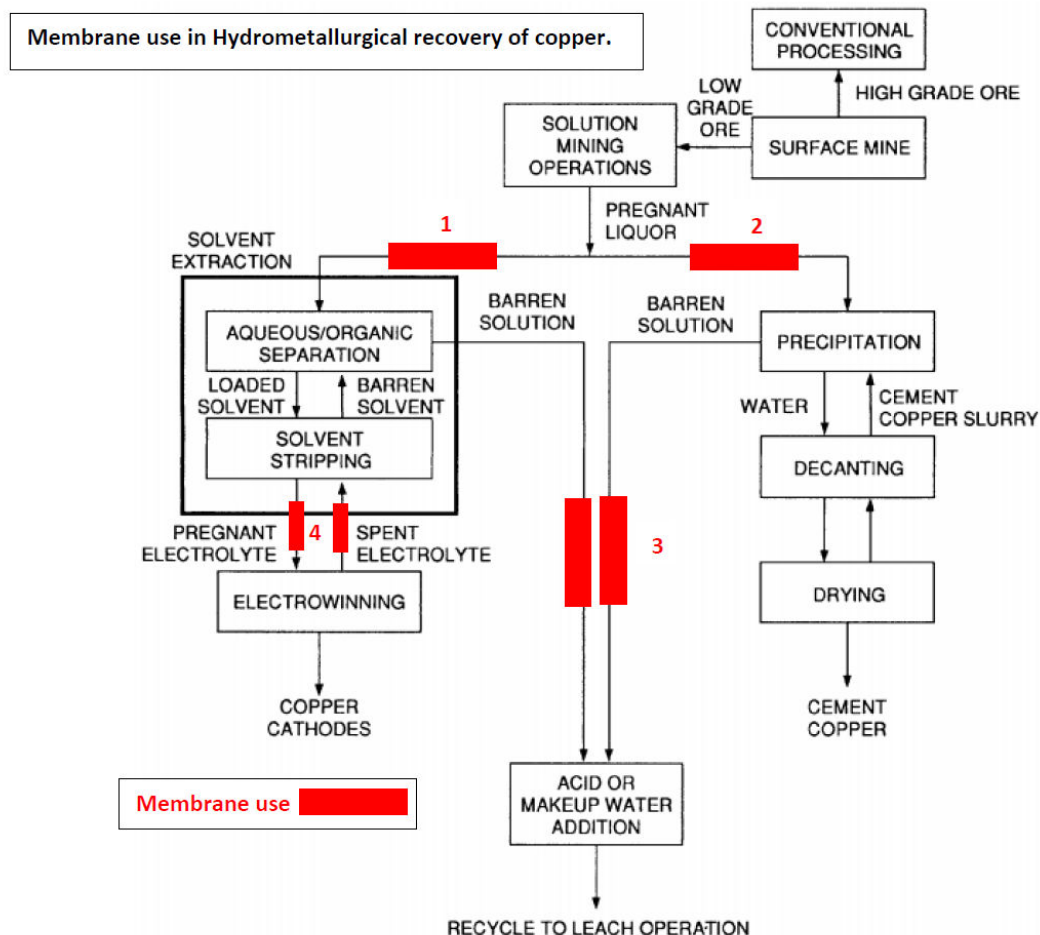 Membrane use in Hydrometallurgical recovery of copper.
CONVENTIONAL
PROCESSING
LOW
GRADE
ORE
HIGH GRADE ORE
SOLUTION
MINING
OPERATIONS
SURFACE MINE
PREGNANT
LIQUOR
1
2
SOLVENT
EXTRACTION
BARREN
SOLUTION
BARREN
SOLUTION
AQUEOUS/ORGANIC
SEPARATION
PRECIPITATION
LOADED
SOLVENT
BARREN
SOLVENT
WATER
CEMENT
COPPER SLURRY
SOLVENT
STRIPPING
DECANTING
PREGNANT
ELECTROLYTE
4
SPENT
ELECTROLYTE
3
ELECTROWINNING
DRYING
COPPER
CATHODES
CEMENT
COPPER
Membrane use
ACID OR
MAKEUP WATER
ADDITION
RECYCLE TO LEACH OPERATION